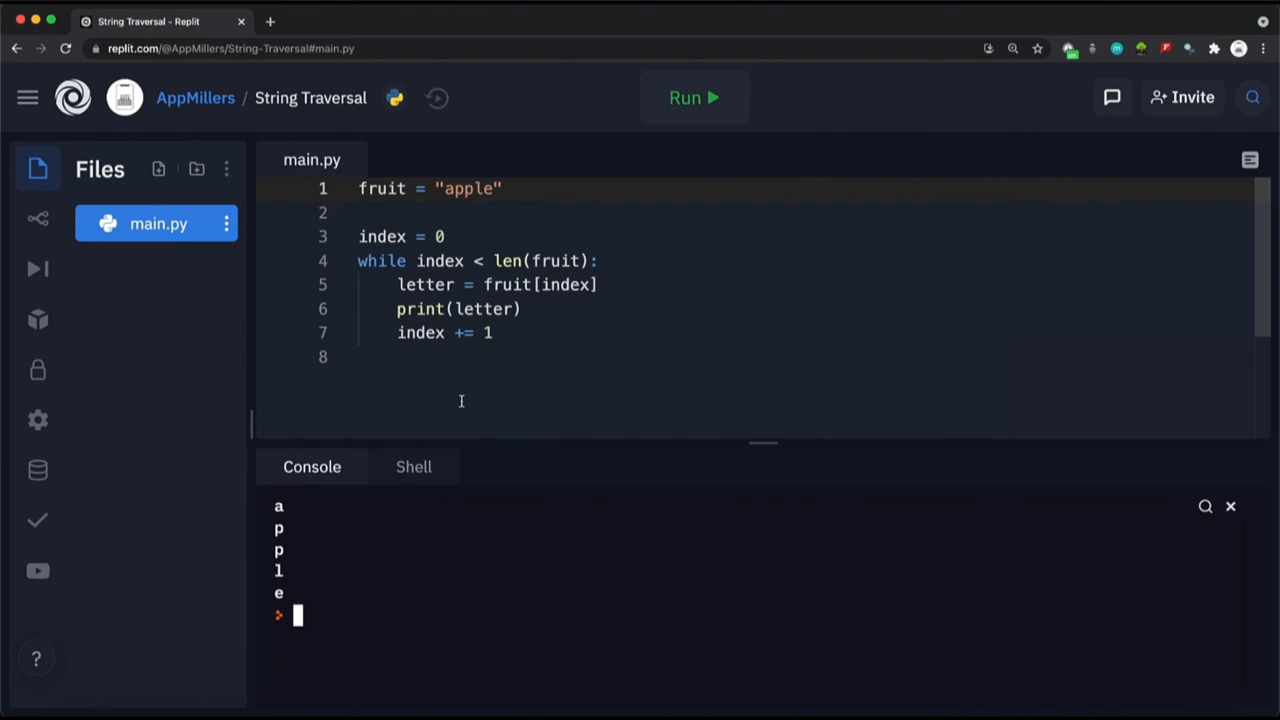 String Traversal - Replit
replit.com/@AppMillers/String-Traversal#main.py
on
AppMillers / String Traversal
Run
Invite
Files
main.py
main.py
1 fruit = "apple"
2
3 index = 0
4 while index < len(fruit):
5 letter = fruit[index]
6 print(letter)
7 index += 1
8
Console
Shell
a
p
p
l
e
>
?